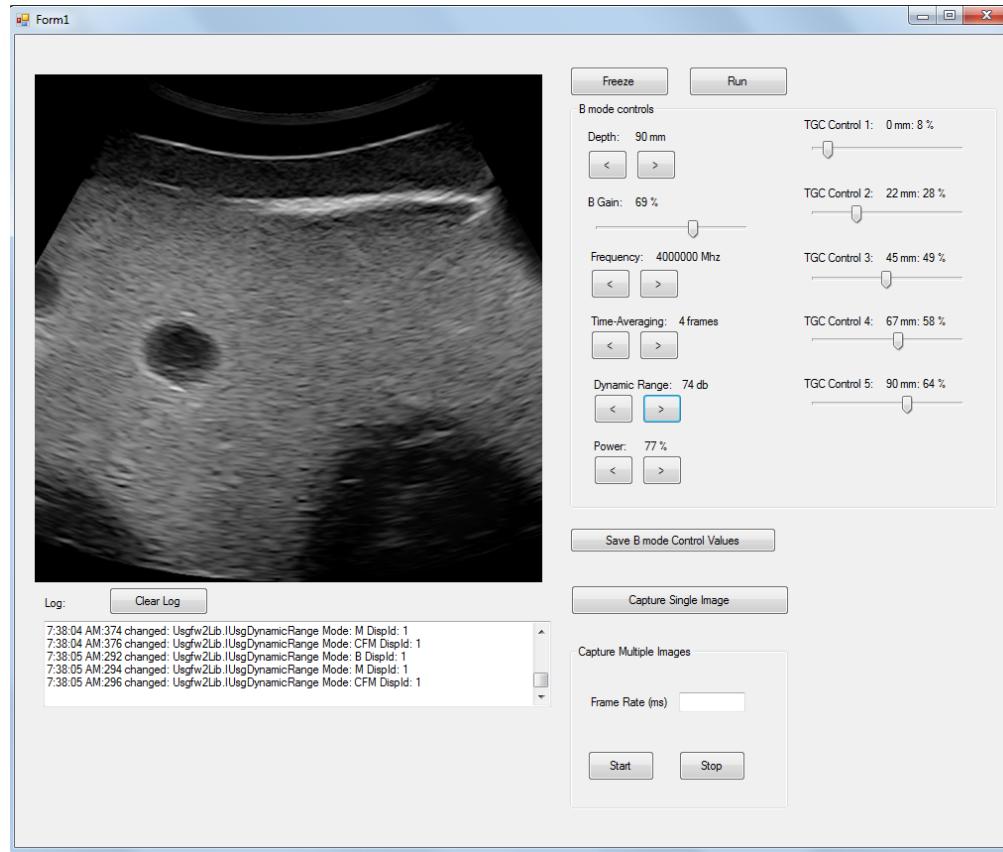 Form1
Freeze
Run
B mode controls
Depth: 90 mm
<
>
B Gain: 69 %
Frequency: 4000000 Mhz
<
>
Time-Averaging: 4 frames
<
>
Dynamic Range: 74 db
<
>
Power: 77 %
<
>
TGC Control 1: 0 mm: 8 %
TGC Control 2: 22 mm: 28 %
TGC Control 3: 45 mm: 49 %
TGC Control 4: 67 mm: 58 %
TGC Control 5: 90 mm: 64 %
Save B mode Control Values
Capture Single Image
Log:
Clear Log
7:38:04 AM:374 changed: Usgfw2Lib.IUsgDynamicRange Mode: M DispId: 1
7:38:04 AM:376 changed: Usgfw2Lib.IUsgDynamicRange Mode: CFM DispId: 1
7:38:05 AM:292 changed: Usgfw2Lib.IUsgDynamicRange Mode: B DispId: 1
7:38:05 AM:294 changed: Usgfw2Lib.IUsgDynamicRange Mode: M DispId: 1
7:38:05 AM:296 changed: Usgfw2Lib.IUsgDynamicRange Mode: CFM DispId: 1
Capture Multiple Images
Frame Rate (ms)
Start
Stop